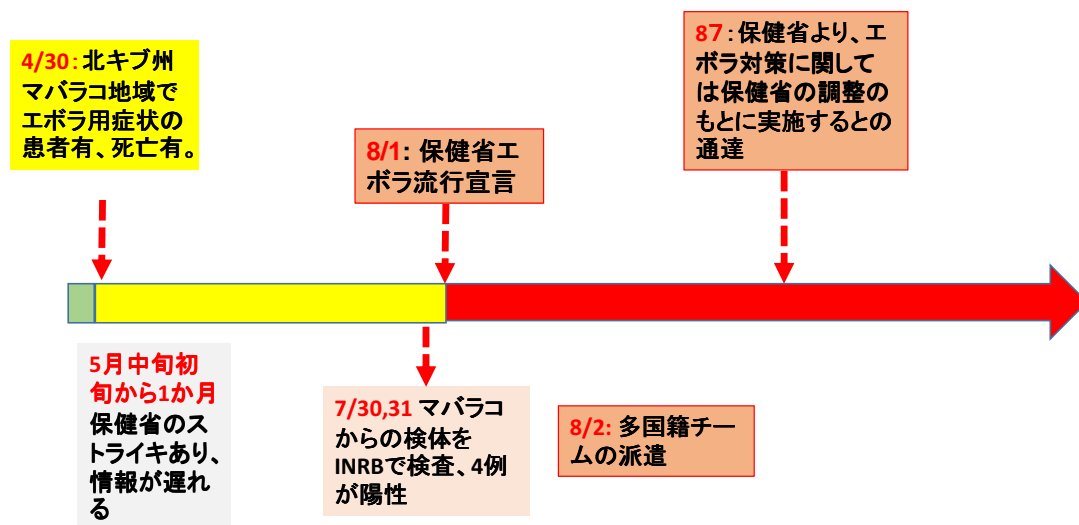 4/30: 北キブ州
マバラコ地域で
エボラ用症状の
患者有、死亡有。
8/1: 保健省エ
ボラ流行宣言
87: 保健省より、エ
ボラ対策に関して
は保健省の調整の
もとに実施するとの
通達
5月中旬初
旬から1か月
保健省のス
トライキあり、
情報が遅れ
る
7/30,31 マバラコ
からの検体を
INRBで検査、4例
が陽性
8/2: 多国籍チー
ムの派遣